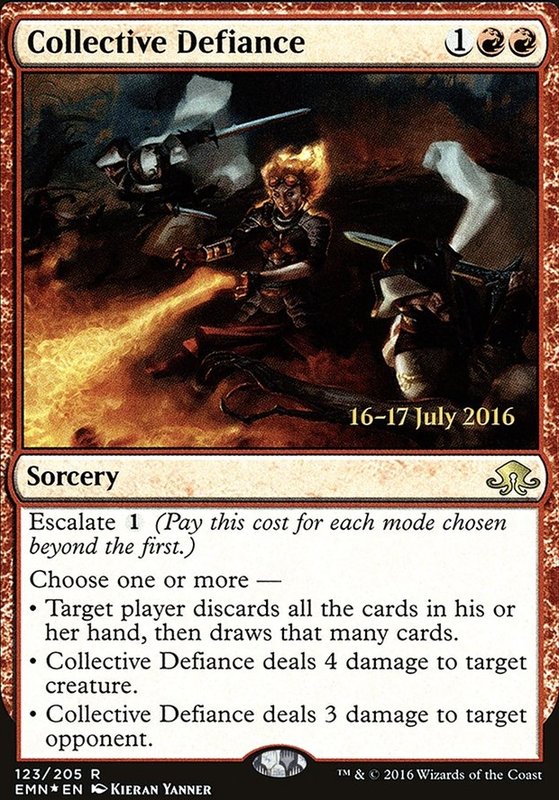 Collective Defiance 1
16–17 July 2016
Sorcery
Escalate 1 (Pay this cost for each mode chosen
beyond the first.)
Choose one or more —
• Target player discards all the cards in his or
her hand, then draws that many cards.
• Collective Defiance deals 4 damage to target
creature.
• Collective Defiance deals 3 damage to target
opponent.
123/205 R
EMN★EN KIERAN YANNER
™ & © 2016 Wizards of the Coast